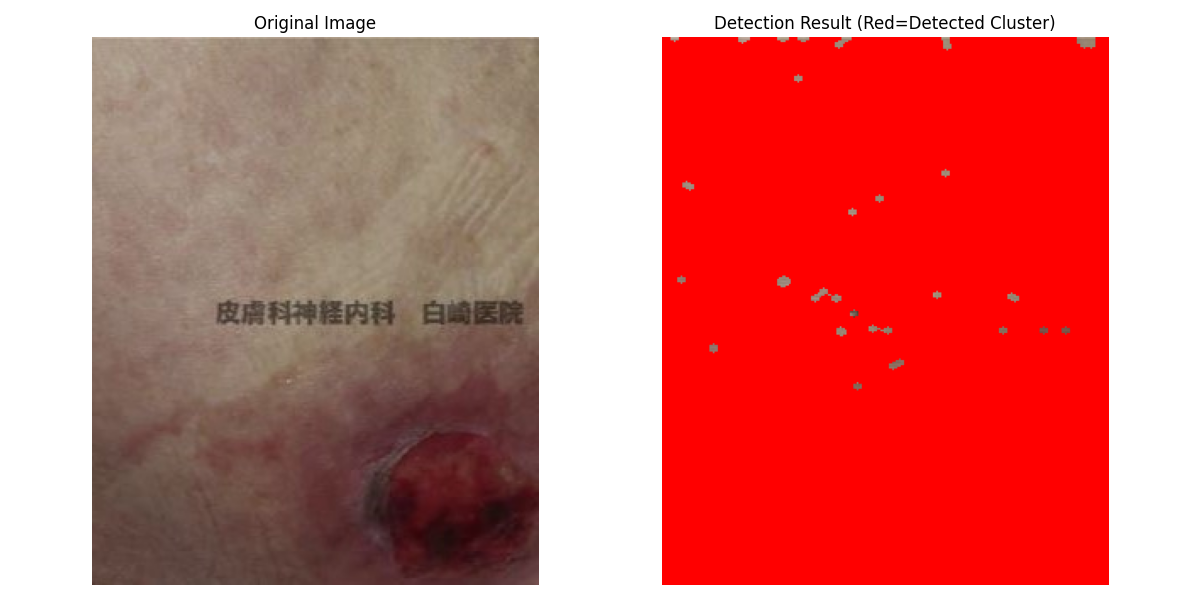 Original Image
Detection Result (Red=Detected Cluster)
皮膚科神経内科　白崎医院